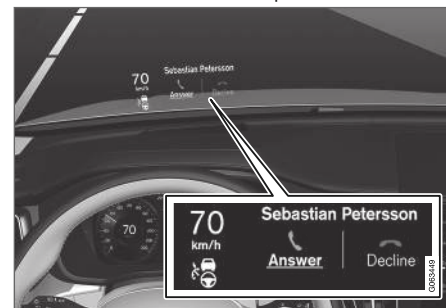 70
km/h
Sebastian Petersson
Answer
Decline
70
70
km/h
Sebastian Petersson
Answer
Decline
G063449